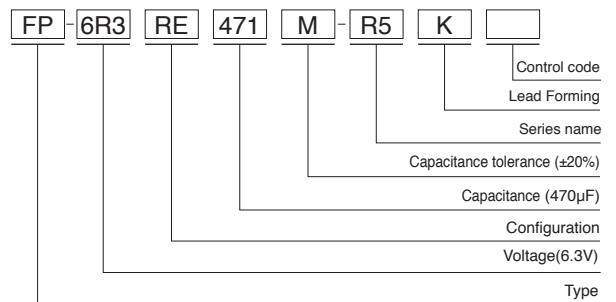 FP - 6R3 RE 471 M - R5 K
Control code
Lead Forming
Series name
Capacitance tolerance (±20%)
Capacitance (470µF)
Configuration
Voltage(6.3V)
Type